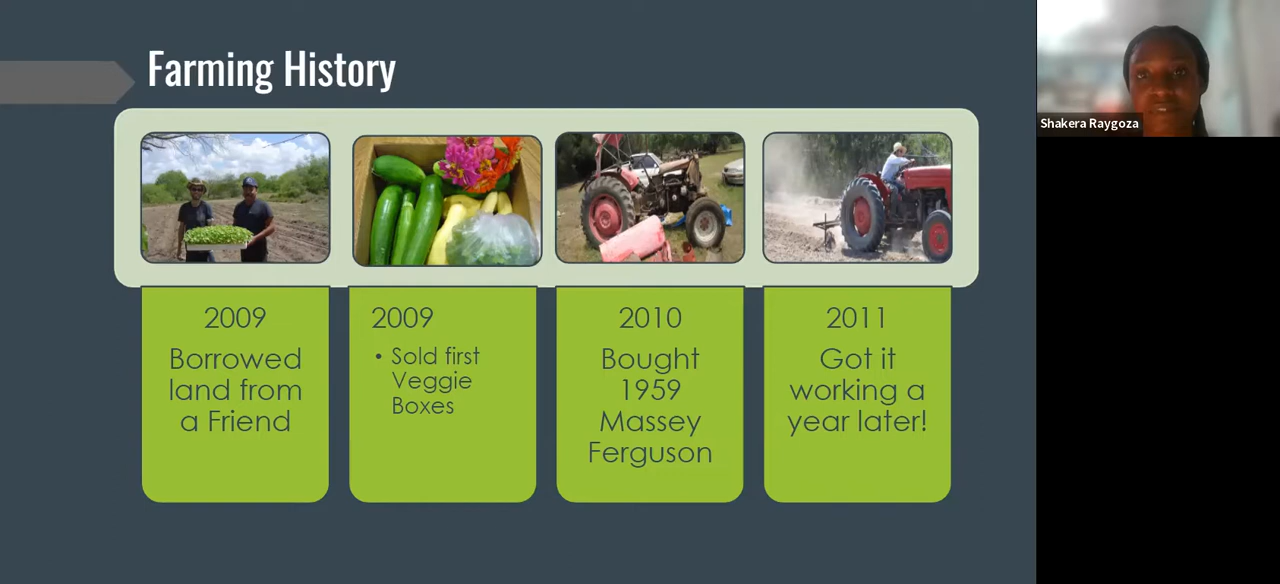 Farming History
Shakera Raygoza
2009
Borrowed
land from
a Friend
2009
• Sold first
Veggie
Boxes
2010
Bought
1959
Massey
Ferguson
2011
Got it
working a
year later!